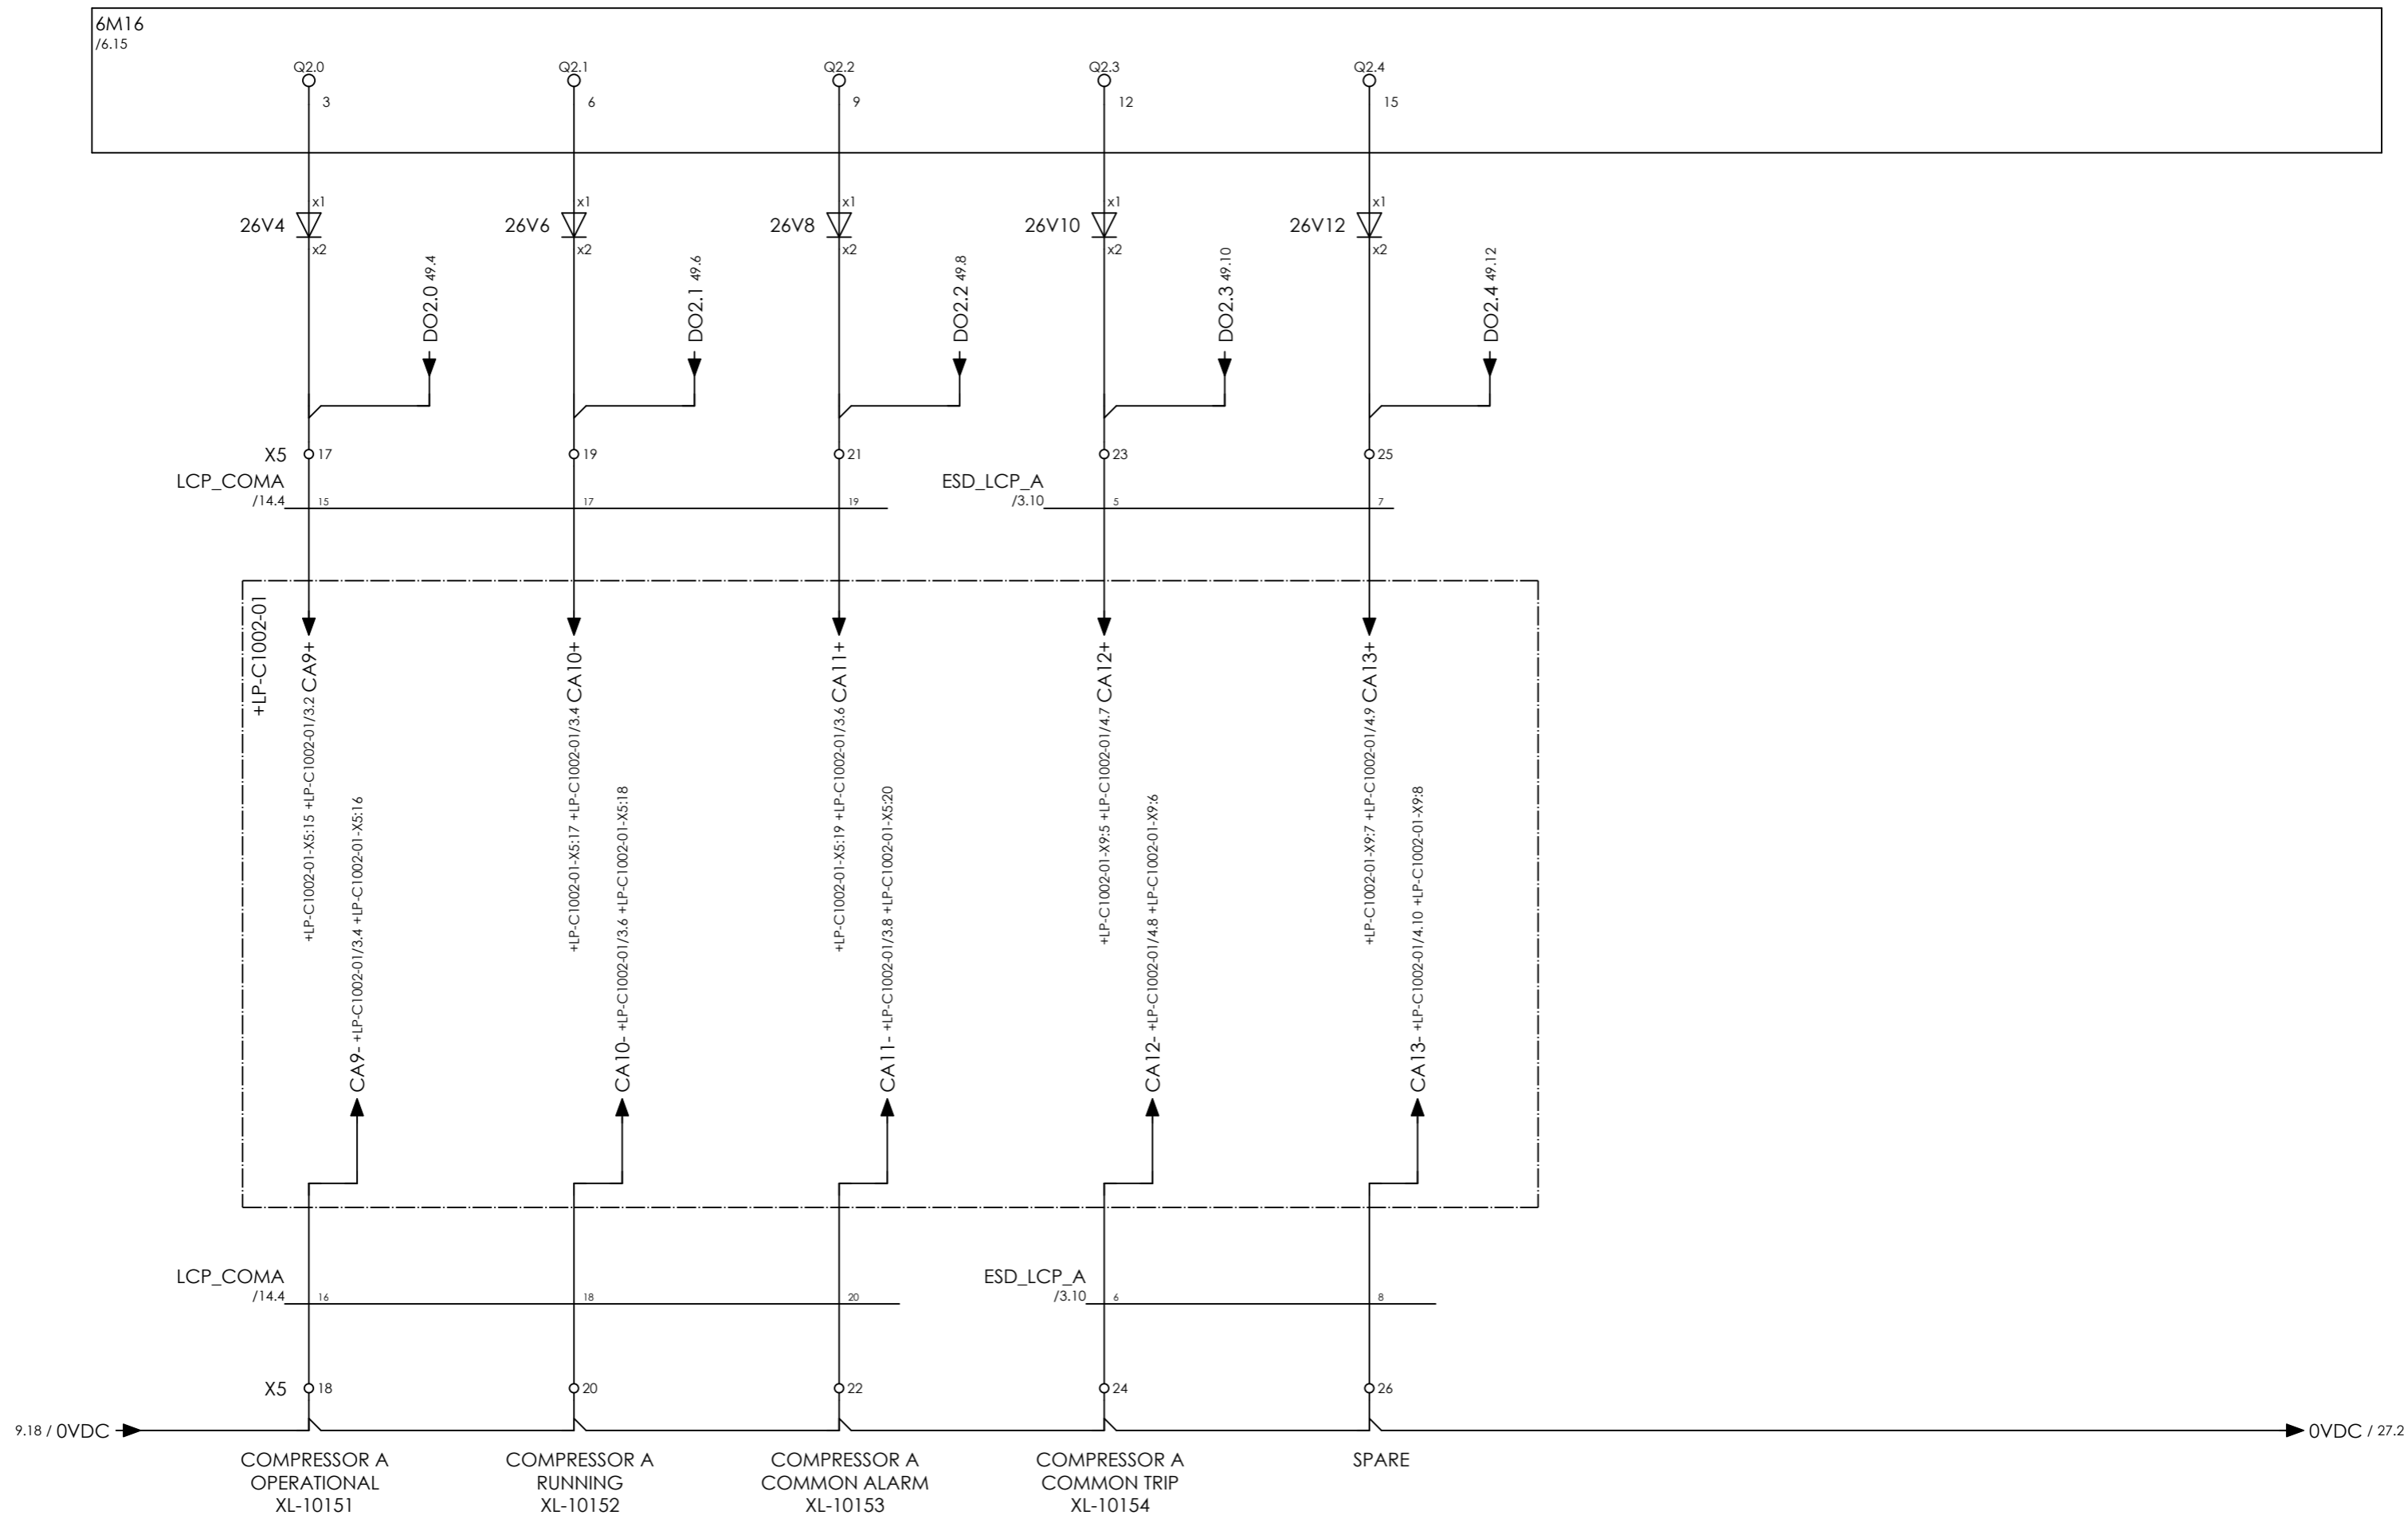 6M16
/6.15
Q2.0
Q2.1
Q2.2
Q2.3
Q2.4
3
6
9
12
15
x1
x1
x1
x1
x1
26V4
26V6
26V8
26V10
26V12
x2
x2
x2
x2
x2
DO2.0 49.4
DO2.1 49.6
DO2.2 49.8
DO2.3 49.10
DO2.4 49.12
X5
17
19
21
23
25
LCP_COMA
/14.4
15
17
19
ESD_LCP_A
/3.10
5
7
+LP-C1002-01
+LP-C1002-01-X5:15 +LP-C1002-01/3.2 CA9+
CA9- +LP-C1002-01/3.4 +LP-C1002-01-X5:16
+LP-C1002-01-X5:17 +LP-C1002-01/3.4 CA10+
CA10- +LP-C1002-01/3.6 +LP-C1002-01-X5:18
+LP-C1002-01-X5:19 +LP-C1002-01/3.6 CA11+
CA11- +LP-C1002-01/3.8 +LP-C1002-01-X5:20
+LP-C1002-01-X9:5 +LP-C1002-01/4.7 CA12+
CA12- +LP-C1002-01/4.8 +LP-C1002-01-X9:6
+LP-C1002-01-X9:7 +LP-C1002-01/4.9 CA13+
CA13- +LP-C1002-01/4.10 +LP-C1002-01-X9:8
LCP_COMA
/14.4
16
18
20
ESD_LCP_A
/3.10
6
8
X5
18
20
22
24
26
9.18 / 0VDC
0VDC / 27.2
COMPRESSOR A
OPERATIONAL
XL-10151
COMPRESSOR A
RUNNING
XL-10152
COMPRESSOR A
COMMON ALARM
XL-10153
COMPRESSOR A
COMMON TRIP
XL-10154
SPARE